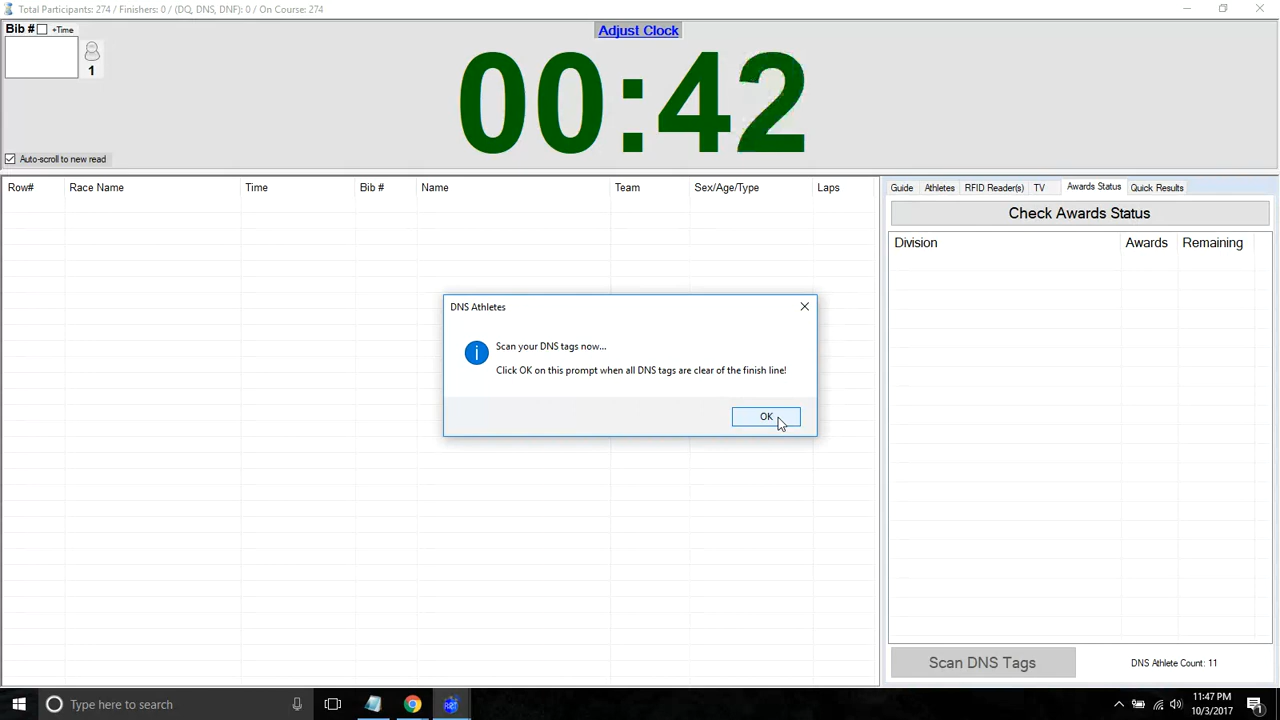 Total Participants: 274 / Finishers: 0 / (DQ, DNS, DNF): 0 / On Course: 274
Bib # +Time
1
Adjust Clock
00:42
Auto-scroll to new read
Row# Race Name Time Bib # Name Team Sex/Age/Type Laps
Guide Athletes RFID Reader(s) TV Awards Status Quick Results
Check Awards Status
Division Awards Remaining
DNS Athletes
Scan your DNS tags now...
Click OK on this prompt when all DNS tags are clear of the finish line!
OK
Scan DNS Tags DNS Athlete Count: 11
Type here to search
R2T
11:47 PM
10/3/2017
1